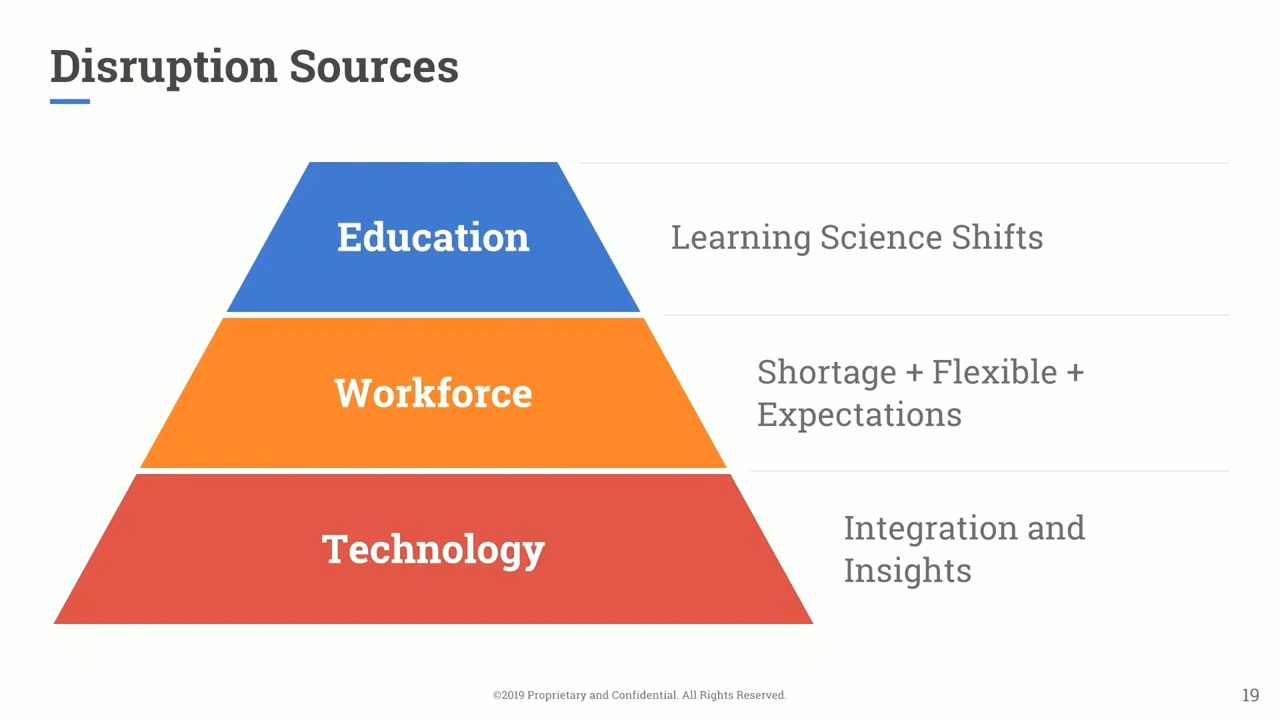 Disruption Sources
Education
Learning Science Shifts
Workforce
Shortage + Flexible +
Expectations
Technology
Integration and
Insights
©2019 Proprietary and Confidential. All Rights Reserved.
19